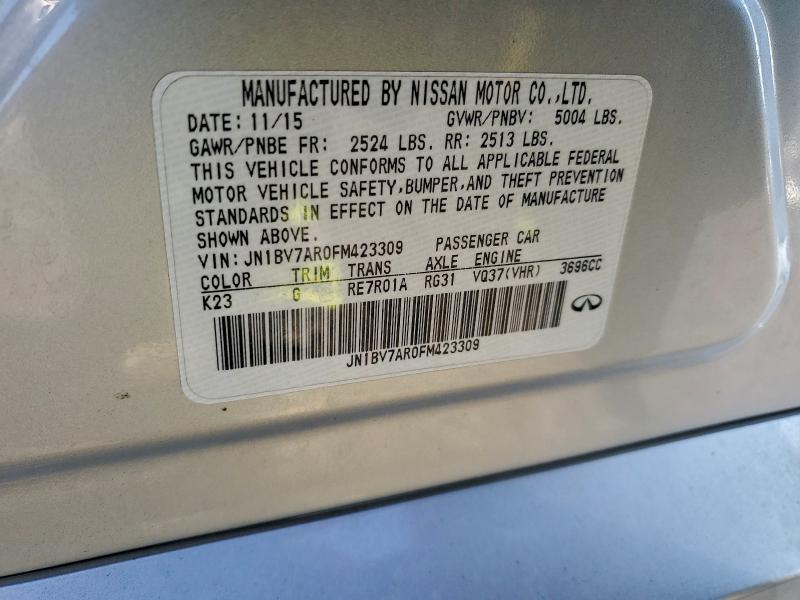 MANUFACTURED BY NISSAN MOTOR CO.,LTD.
DATE: 11/15 GVWR/PNBV: 5004 LBS.
GAWR/PNBE FR: 2524 LBS. RR: 2513 LBS.
THIS VEHICLE CONFORMS TO ALL APPLICABLE FEDERAL
MOTOR VEHICLE SAFETY,BUMPER,AND THEFT PREVENTION
STANDARDS IN EFFECT ON THE DATE OF MANUFACTURE
SHOWN ABOVE.
VIN: JN1BV7AR0FM423309 PASSENGER CAR
COLOR TRIM TRANS AXLE ENGINE
K23 G RE7R01A RG31 VQ37(VHR) 3696CC
JN1BV7AR0FM423309